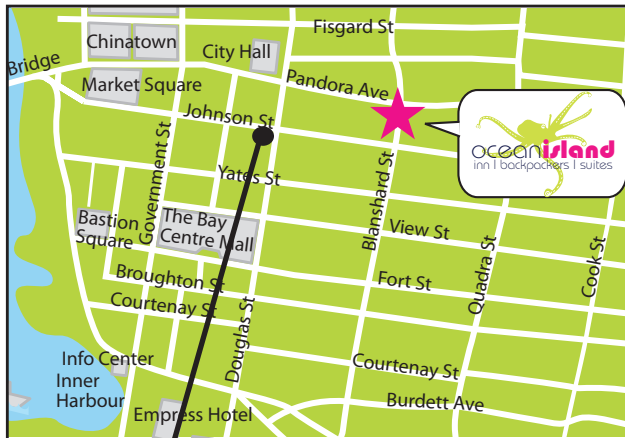 Fisgard St
Chinatown
City Hall
Bridge
Market Square
Pandora Ave
Johnson St
oceanisland
inn | backpackers | suites
Government St
Yates St
Blanshard St
The Bay
Centre Mall
Bastion
Square
View St
Quadra St
Cook St
Broughton St
Fort St
Courtenay St
Douglas St
Info Center
Inner
Harbour
Courtenay St
Empress Hotel
Burdett Ave